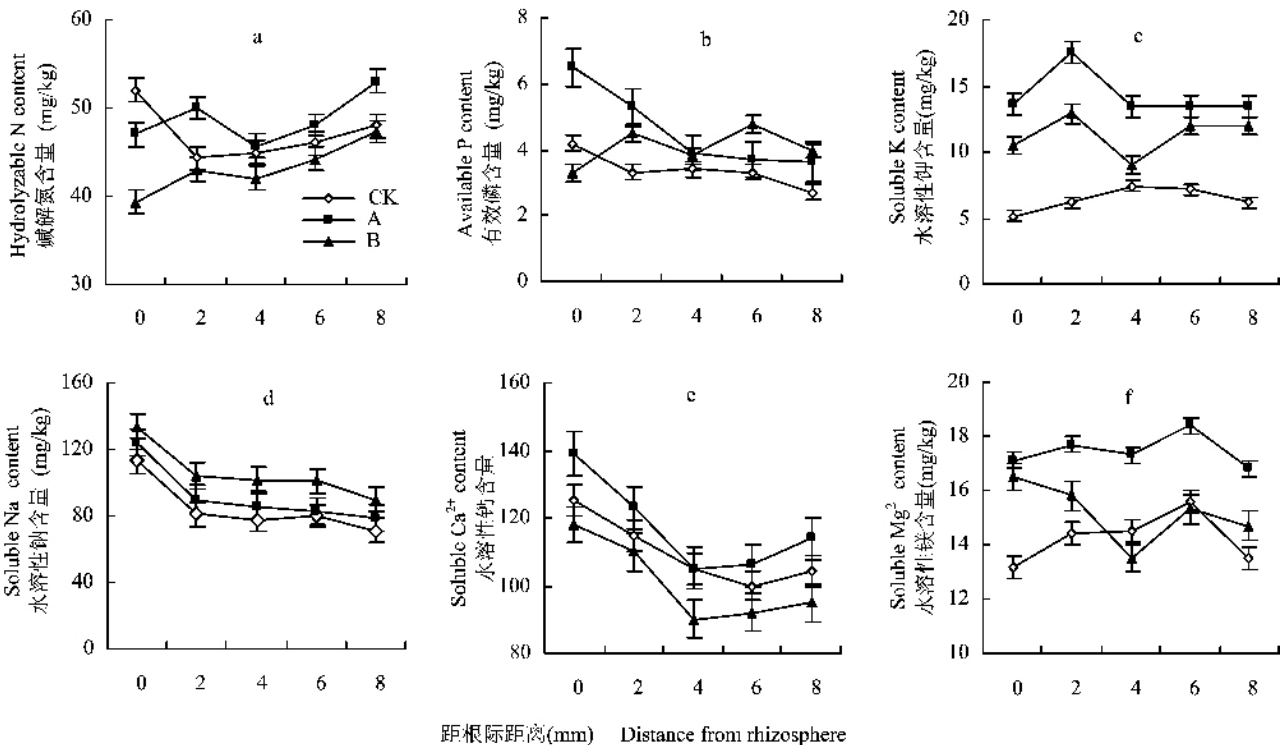 a
Hydrolyzable N content
碱解氮含量 (mg/kg)
60
50
40
30
CK
A
B
0 2 4 6 8
b
Available P content
有效磷含量 (mg/kg)
8
6
4
2
0
0 2 4 6 8
c
Soluble K content
水溶性钾含量(mg/kg)
20
15
10
5
0
0 2 4 6 8
d
Soluble Na content
水溶性钠含量 (mg/kg)
160
120
80
40
0
0 2 4 6 8
e
Soluble Ca²⁺ content
水溶性钙含量
160
140
120
100
80
0 2 4 6 8
f
Soluble Mg² content
水溶性镁含量(mg/kg)
20
18
16
14
12
10
0 2 4 6 8
距根际距离(mm) Distance from rhizosphere